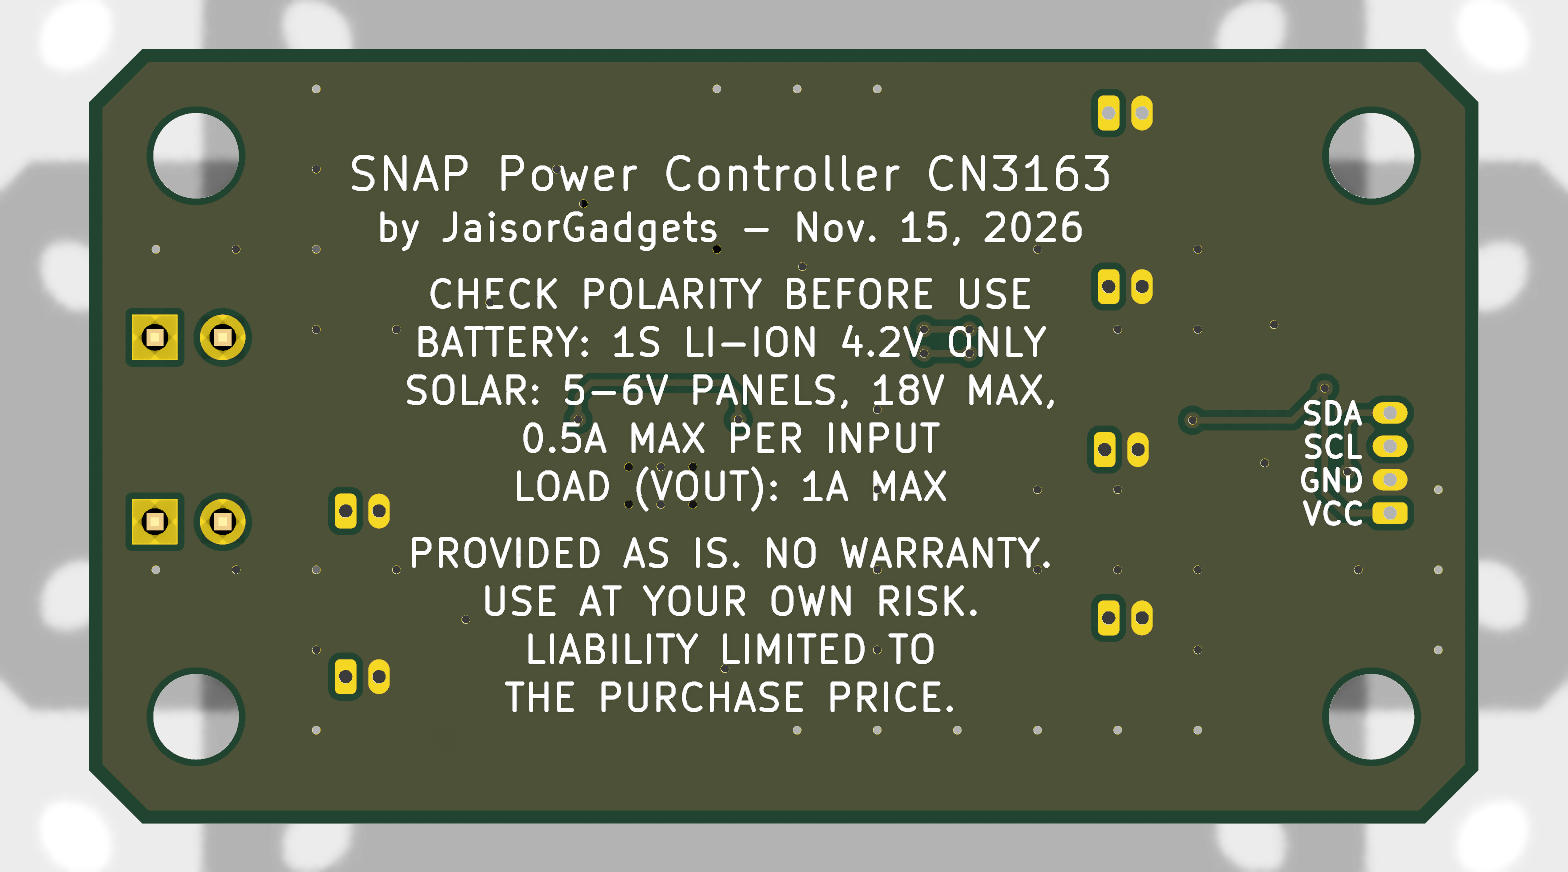 SNAP Power Controller CN3163
by JaisorGadgets – Nov. 15, 2026
CHECK POLARITY BEFORE USE
BATTERY: 1S LI–ION 4.2V ONLY
SOLAR: 5–6V PANELS, 18V MAX,
0.5A MAX PER INPUT
LOAD (VOUT): 1A MAX
PROVIDED AS IS. NO WARRANTY.
USE AT YOUR OWN RISK.
LIABILITY LIMITED TO
THE PURCHASE PRICE.
SDA
SCL
GND
VCC